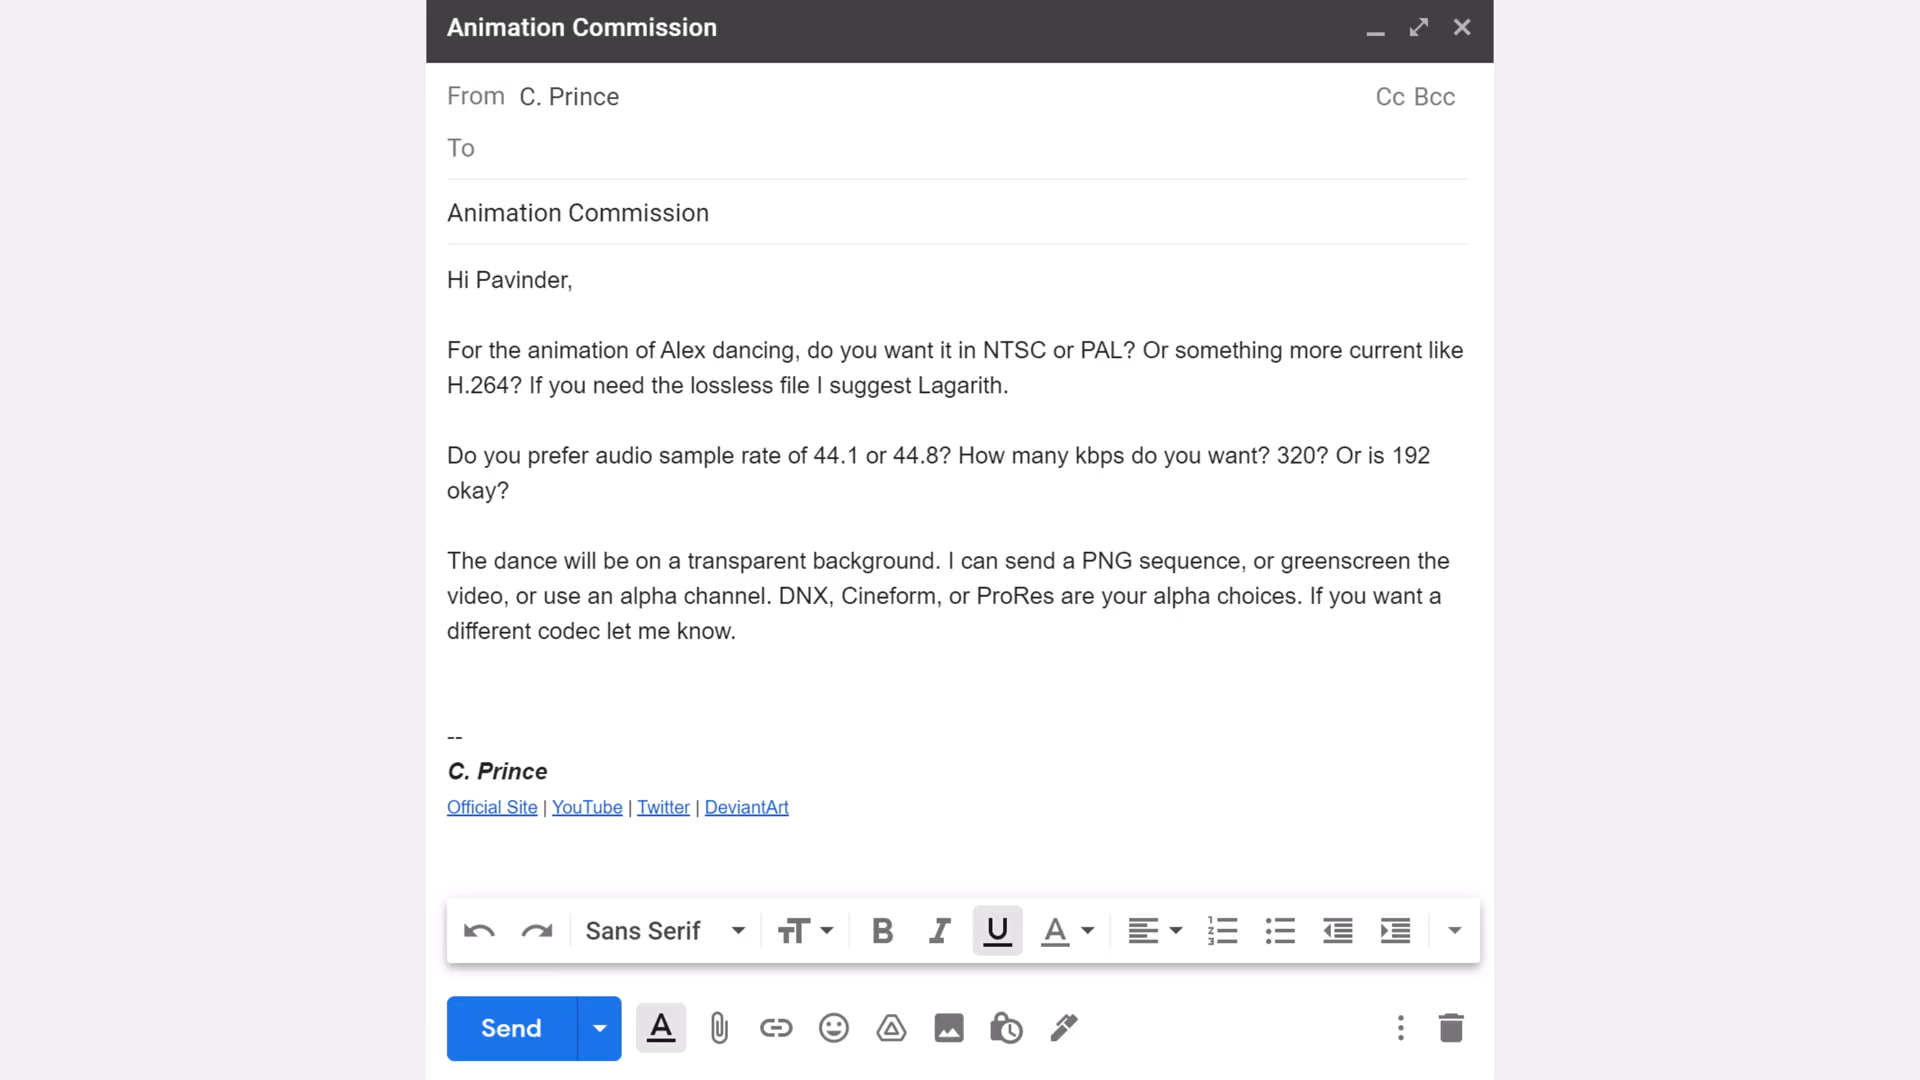 Animation Commission
From C. Prince Cc Bcc
To
Animation Commission
Hi Pavinder,
For the animation of Alex dancing, do you want it in NTSC or PAL? Or something more current like
H.264? If you need the lossless file I suggest Lagarith.
Do you prefer audio sample rate of 44.1 or 44.8? How many kbps do you want? 320? Or is 192
okay?
The dance will be on a transparent background. I can send a PNG sequence, or greenscreen the
video, or use an alpha channel. DNX, Cineform, or ProRes are your alpha choices. If you want a
different codec let me know.
--
C. Prince
Official Site | YouTube | Twitter | DeviantArt
Sans Serif
Send